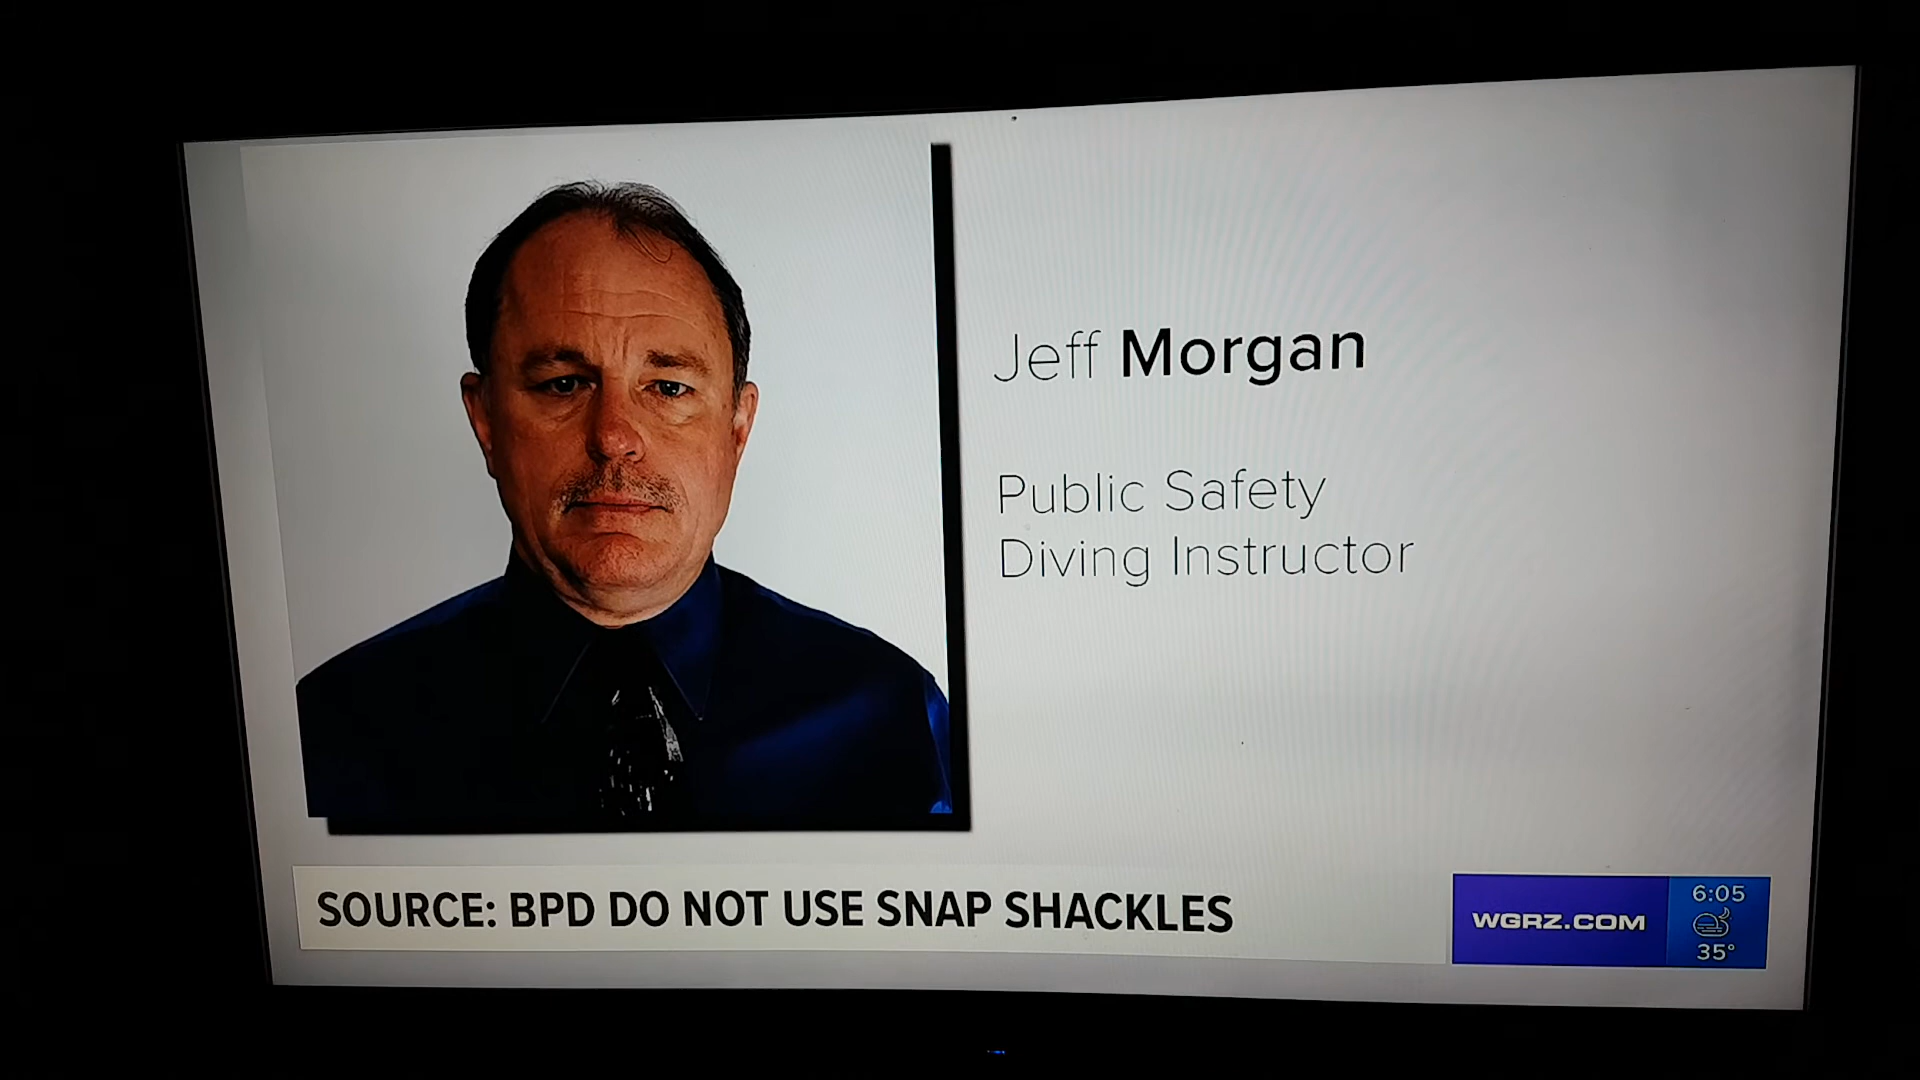 Jeff Morgan
Public Safety
Diving Instructor
SOURCE: BPD DO NOT USE SNAP SHACKLES
WGRZ.COM
6:05
35°